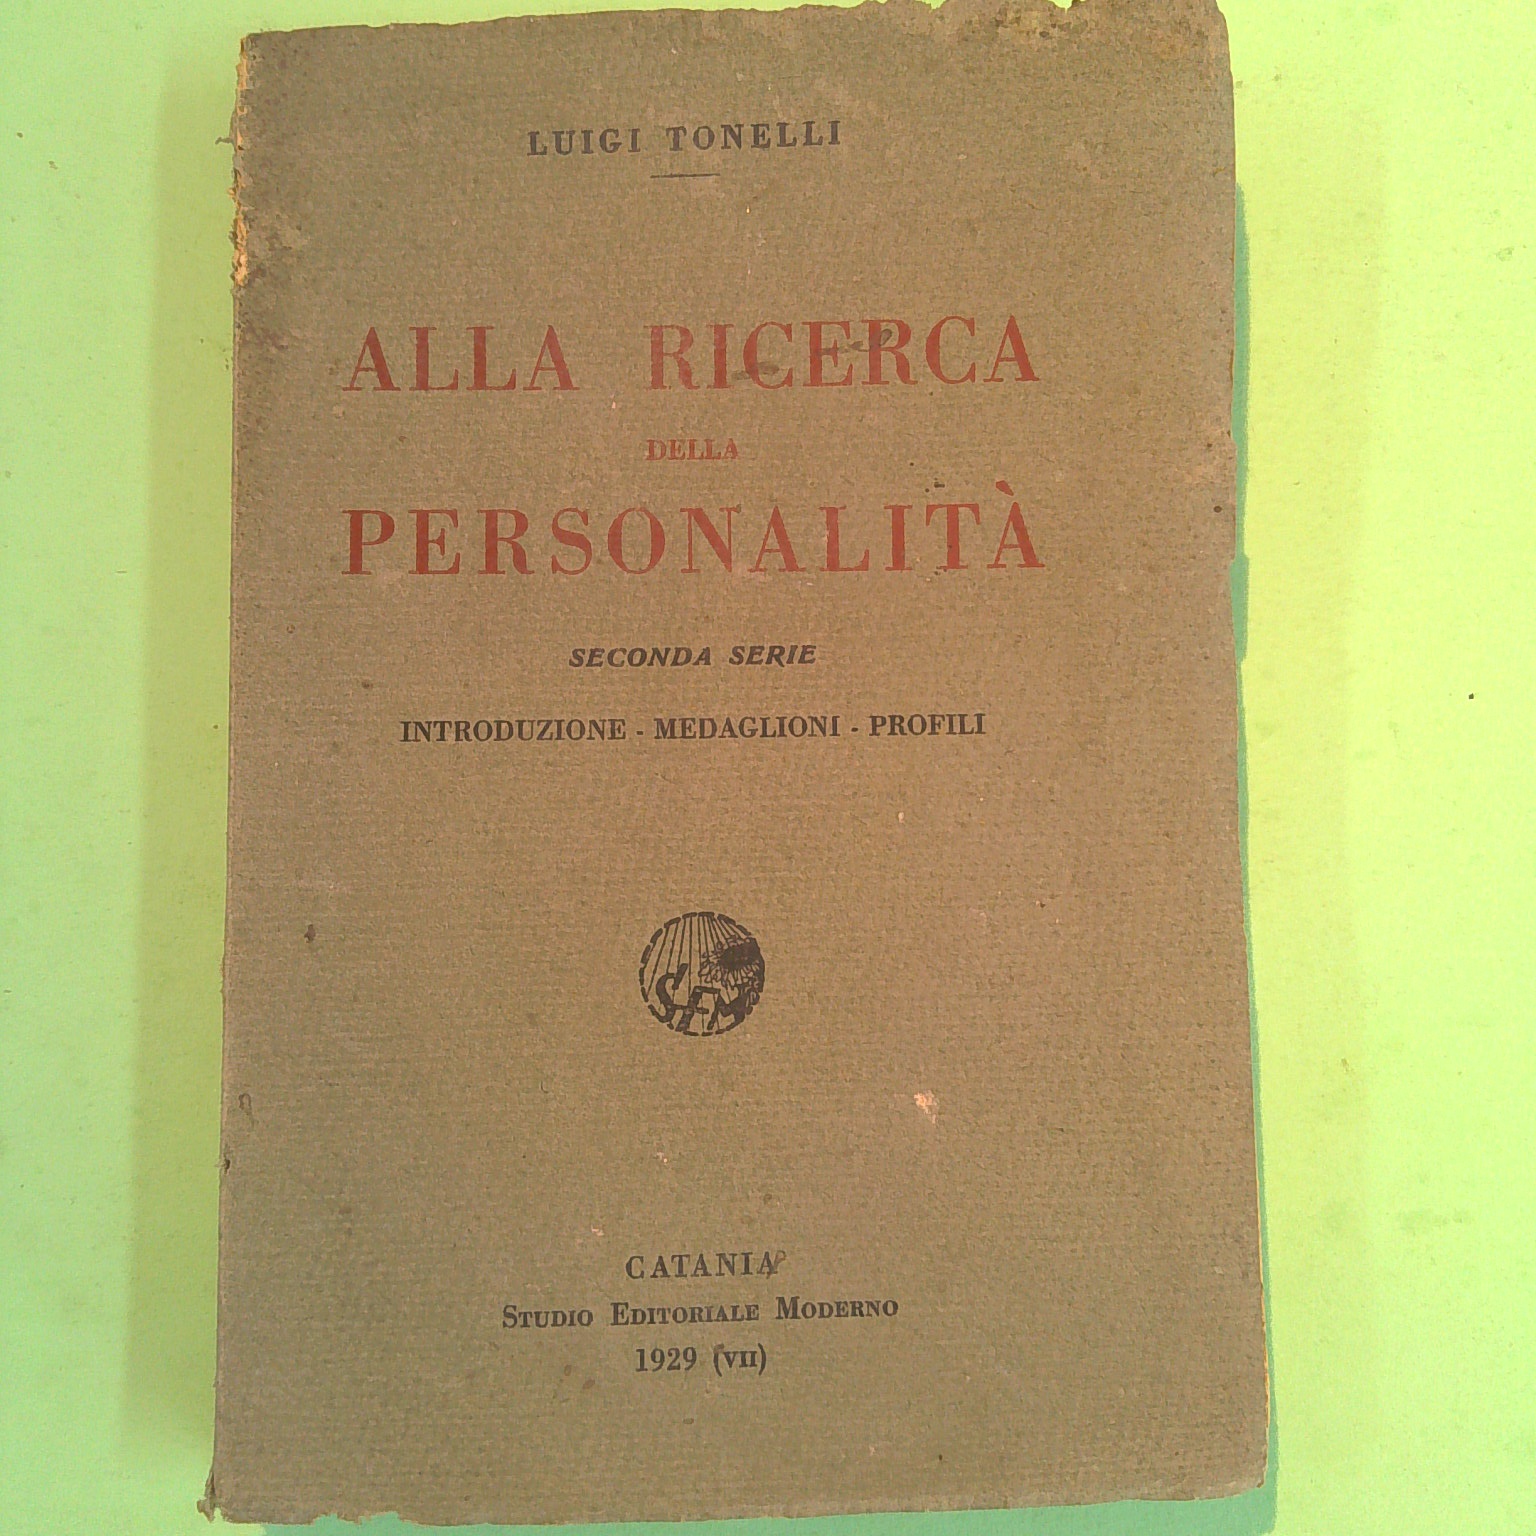 LUIGI TONELLI
ALLA RICERCA
DELLA
PERSONALITÀ
SECONDA SERIE
INTRODUZIONE - MEDAGLIONI - PROFILI
SEM
CATANIA
STUDIO EDITORIALE MODERNO
1929 (VII)